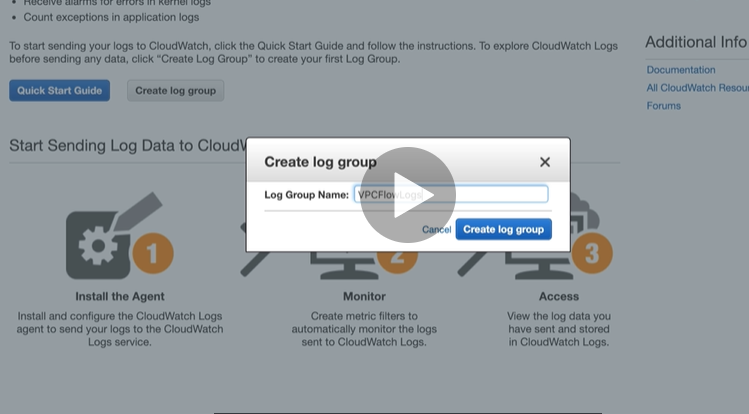 • Receive alarms for errors in kernel logs
• Count exceptions in application logs
To start sending your logs to CloudWatch, click the Quick Start Guide and follow the instructions. To explore CloudWatch Logs
before sending any data, click “Create Log Group” to create your first Log Group.
Quick Start Guide
Create log group
Additional Info
Documentation
All CloudWatch Resou
Forums
Start Sending Log Data to CloudW
Create log group
Log Group Name: VPCFlowLogs
Cancel Create log group
1
2
3
Install the Agent
Install and configure the CloudWatch Logs
agent to send your logs to the CloudWatch
Logs service.
Monitor
Create metric filters to
automatically monitor the logs
sent to CloudWatch Logs.
Access
View the log data you
have sent and stored
in CloudWatch Logs.